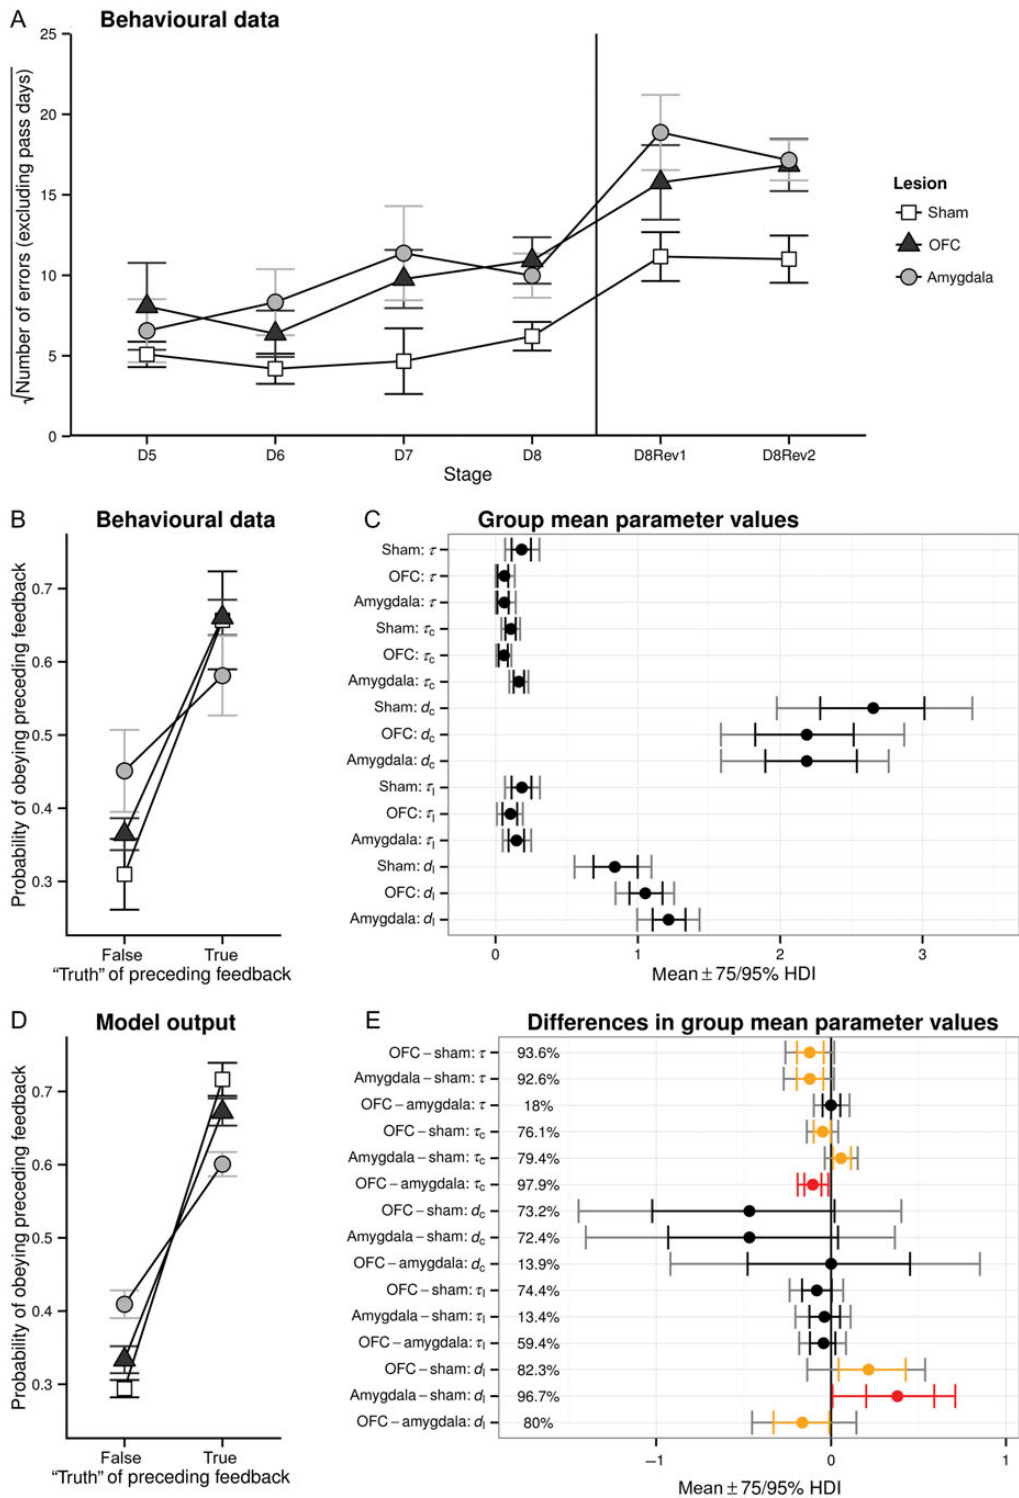 A Behavioural data
√Number of errors (excluding pass days)
25
20
15
10
5
0
D5 D6 D7 D8 D8Rev1 D8Rev2
Stage
Lesion
Sham
OFC
Amygdala
B Behavioural data
Probability of obeying preceding feedback
0.7
0.6
0.5
0.4
0.3
False True
“Truth” of preceding feedback
C Group mean parameter values
Sham: τ
OFC: τ
Amygdala: τ
Sham: τc
OFC: τc
Amygdala: τc
Sham: dc
OFC: dc
Amygdala: dc
Sham: τl
OFC: τl
Amygdala: τl
Sham: dl
OFC: dl
Amygdala: dl
0 1 2 3
Mean ± 75/95% HDI
D Model output
Probability of obeying preceding feedback
0.7
0.6
0.5
0.4
0.3
False True
“Truth” of preceding feedback
E Differences in group mean parameter values
OFC – sham: τ 93.6%
Amygdala – sham: τ 92.6%
OFC – amygdala: τ 18%
OFC – sham: τc 76.1%
Amygdala – sham: τc 79.4%
OFC – amygdala: τc 97.9%
OFC – sham: dc 73.2%
Amygdala – sham: dc 72.4%
OFC – amygdala: dc 13.9%
OFC – sham: τl 74.4%
Amygdala – sham: τl 13.4%
OFC – amygdala: τl 59.4%
OFC – sham: dl 82.3%
Amygdala – sham: dl 96.7%
OFC – amygdala: dl 80%
–1 0 1
Mean ± 75/95% HDI